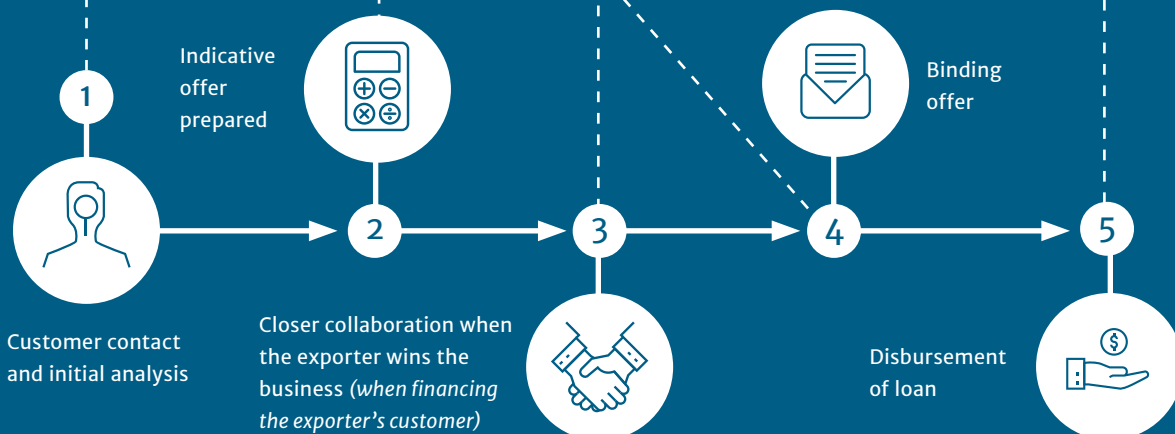 1
Customer contact
and initial analysis
Indicative
offer
prepared
2
3
Closer collaboration when
the exporter wins the
business (when financing
the exporter's customer)
Binding
offer
4
5
Disbursement
of loan
$